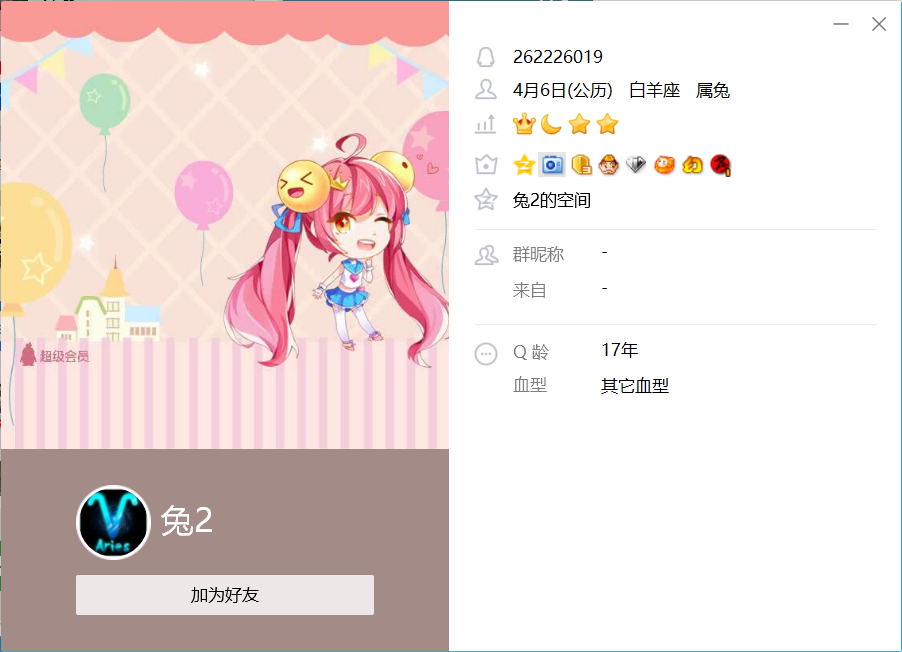 262226019
4月6日(公历) 白羊座 属兔
兔2的空间
群昵称 -
来自 -
Q 龄 17年
血型 其它血型
超级会员
Aries
兔2
加为好友